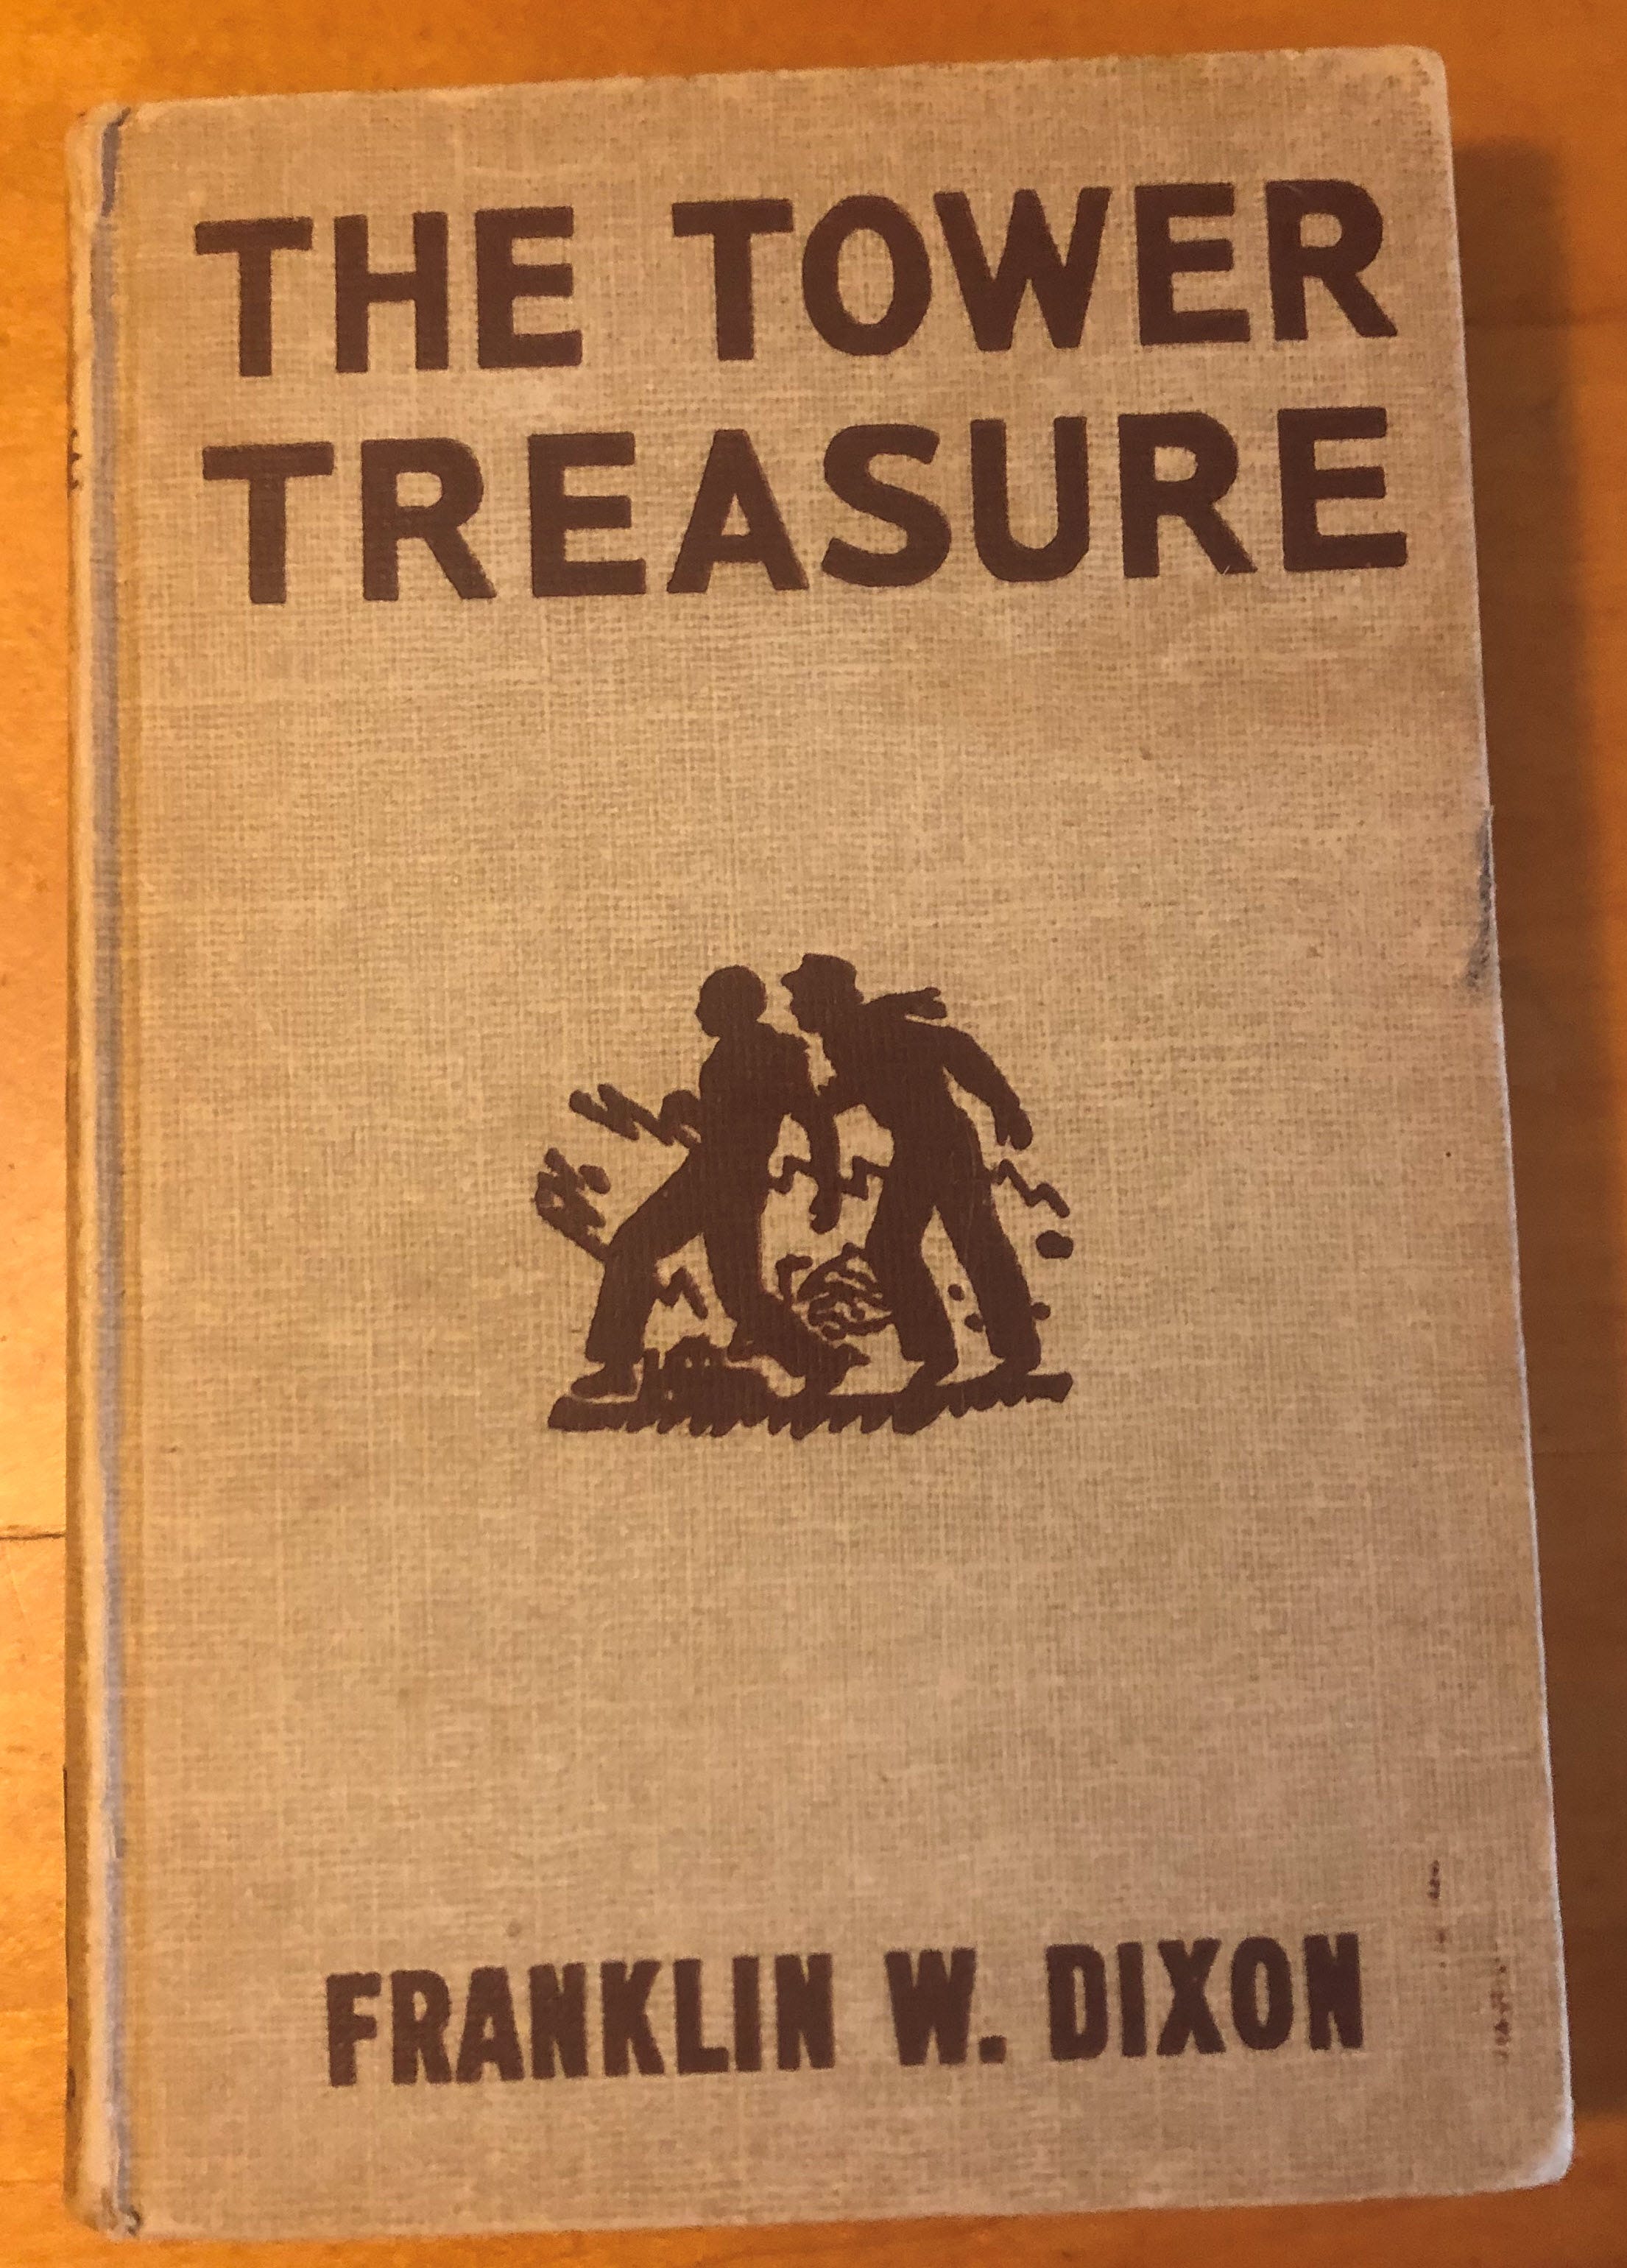 THE TOWER
TREASURE
FRANKLIN W. DIXON